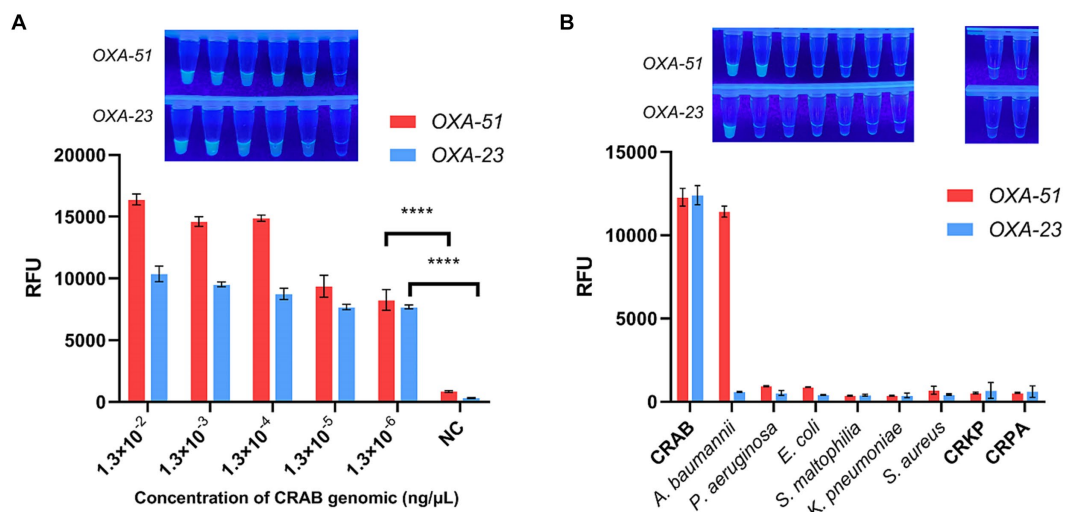 A
OXA-51
OXA-23
OXA-51
OXA-23
20000
15000
10000
5000
0
RFU
****
****
1.3×10⁻²
1.3×10⁻³
1.3×10⁻⁴
1.3×10⁻⁵
1.3×10⁻⁶
NC
Concentration of CRAB genomic (ng/μL)
B
OXA-51
OXA-23
OXA-51
OXA-23
15000
10000
5000
0
RFU
CRAB
A. baumannii
P. aeruginosa
E. coli
S. maltophilia
K. pneumoniae
S. aureus
CRKP
CRPA